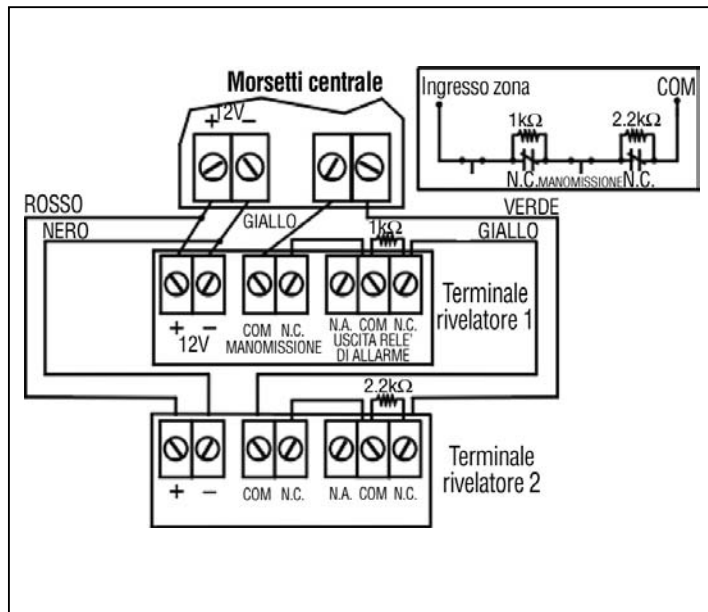 Morsetti centrale
+ 12V −
Ingresso zona
COM
1kΩ
2.2kΩ
N.C. MANOMISSIONE N.C.
ROSSO
NERO
GIALLO
VERDE
GIALLO
1kΩ
+ −
12V
COM N.C.
MANOMISSIONE
N.A. COM N.C.
USCITA RELE'
DI ALLARME
Terminale
rivelatore 1
2.2kΩ
+ −
COM N.C.
N.A. COM N.C.
Terminale
rivelatore 2